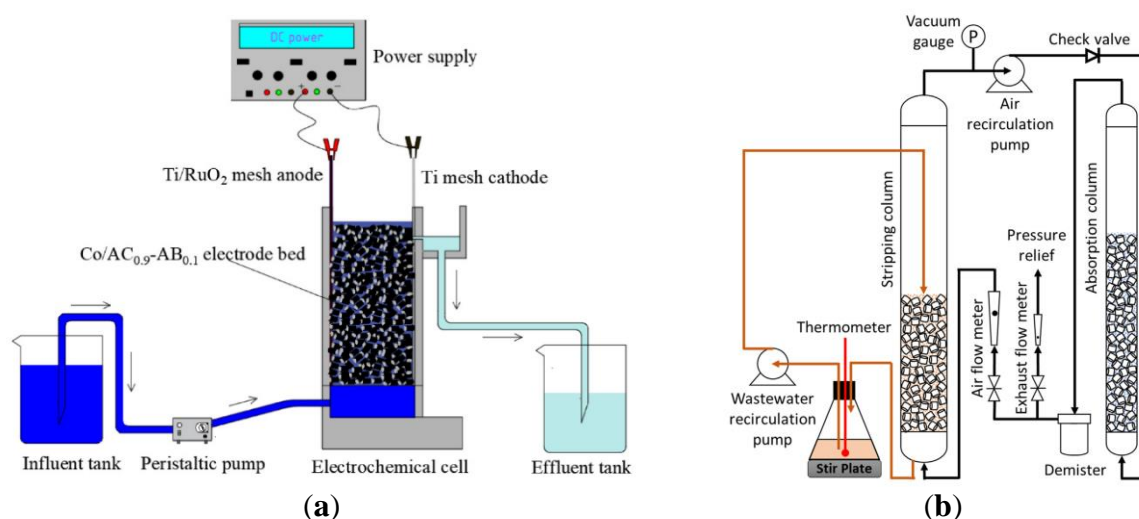 DC power
+ −
Power supply
Ti/RuO₂ mesh anode
Ti mesh cathode
Co/AC₀.₉-AB₀.₁ electrode bed
Influent tank
Peristaltic pump
Electrochemical cell
Effluent tank
(a)
Vacuum
gauge
P
Check valve
Air
recirculation
pump
Stripping column
Absorption column
Pressure
relief
Thermometer
Air flow meter
Exhaust flow meter
Wastewater
recirculation
pump
Stir Plate
Demister
(b)